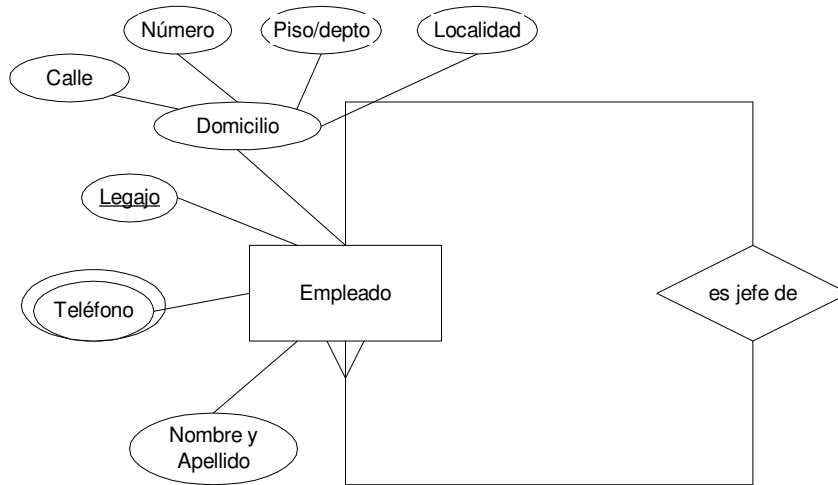 Número
Piso/depto
Localidad
Calle
Domicilio
Legajo
Empleado
es jefe de
Teléfono
Nombre y
Apellido